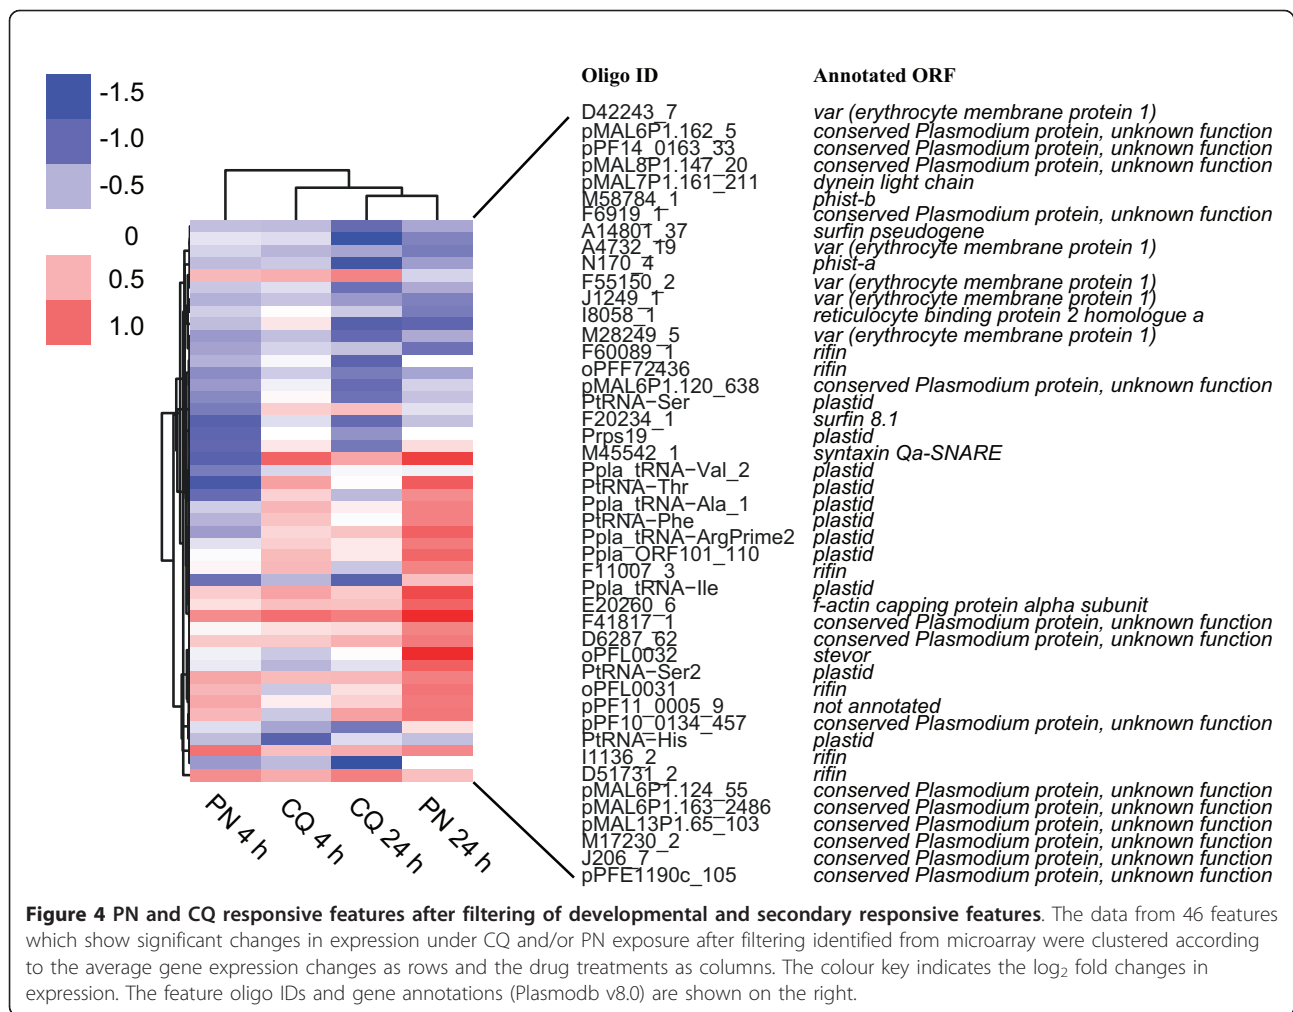 -1.5
-1.0
-0.5
0
0.5
1.0
PN 4 h
CQ 4 h
CQ 24 h
PN 24 h
Oligo ID Annotated ORF
D42243_7 var (erythrocyte membrane protein 1)
pMAL6P1.162_5 conserved Plasmodium protein, unknown function
pPF14_0163_33 conserved Plasmodium protein, unknown function
pMAL8P1.147_20 conserved Plasmodium protein, unknown function
pMAL7P1.161_211 dynein light chain
M58784_1 phist-b
F6919_1 conserved Plasmodium protein, unknown function
A14801_37 surfin pseudogene
A4732_19 var (erythrocyte membrane protein 1)
N170_4 phist-a
F55150_2 var (erythrocyte membrane protein 1)
J1249_1 var (erythrocyte membrane protein 1)
I8058_1 reticulocyte binding protein 2 homologue a
M28249_5 var (erythrocyte membrane protein 1)
F60089_1 rifin
oPFF72436 rifin
pMAL6P1.120_638 conserved Plasmodium protein, unknown function
PtRNA−Ser plastid
F20234_1 surfin 8.1
Prps19 plastid
M45542_1 syntaxin Qa-SNARE
Ppla_tRNA−Val_2 plastid
PtRNA−Thr plastid
Ppla_tRNA−Ala_1 plastid
PtRNA−Phe plastid
Ppla_tRNA−ArgPrime2 plastid
Ppla_ORF101_110 plastid
F11007_3 rifin
Ppla_tRNA−Ile plastid
E20260_6 f-actin capping protein alpha subunit
F41817_1 conserved Plasmodium protein, unknown function
D6287_62 conserved Plasmodium protein, unknown function
oPFL0032 stevor
PtRNA−Ser2 plastid
oPFL0031 rifin
pPF11_0005_9 not annotated
pPF10_0134_457 conserved Plasmodium protein, unknown function
PtRNA−His plastid
I1136_2 rifin
D51731_2 rifin
pMAL6P1.124_55 conserved Plasmodium protein, unknown function
pMAL6P1.163_2486 conserved Plasmodium protein, unknown function
pMAL13P1.65_103 conserved Plasmodium protein, unknown function
M17230_2 conserved Plasmodium protein, unknown function
J206_7 conserved Plasmodium protein, unknown function
pPFE1190c_105 conserved Plasmodium protein, unknown function
Figure 4 PN and CQ responsive features after filtering of developmental and secondary responsive features. The data from 46 features
which show significant changes in expression under CQ and/or PN exposure after filtering identified from microarray were clustered according
to the average gene expression changes as rows and the drug treatments as columns. The colour key indicates the log2 fold changes in
expression. The feature oligo IDs and gene annotations (Plasmodb v8.0) are shown on the right.